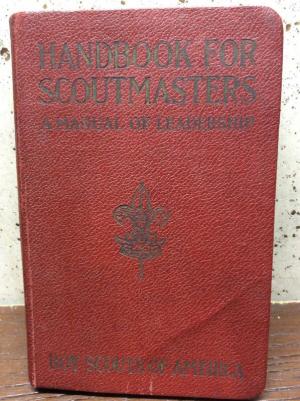 HANDBOOK FOR
SCOUTMASTERS
A MANUAL OF LEADERSHIP
BOY SCOUTS OF AMERICA